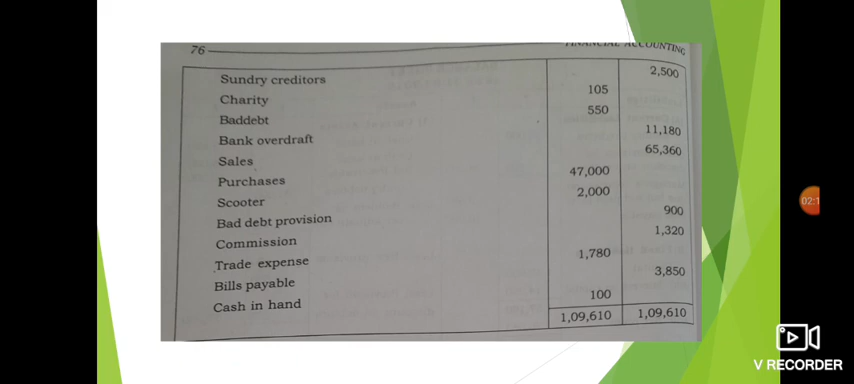 76 FINANCIAL ACCOUNTING
Sundry creditors 2,500
Charity 105
Baddebt 550
Bank overdraft 11,180
Sales 65,360
Purchases 47,000
Scooter 2,000
Bad debt provision 900
Commission 1,320
Trade expense 1,780
Bills payable 3,850
Cash in hand 100
1,09,610 1,09,610
02:1
V RECORDER